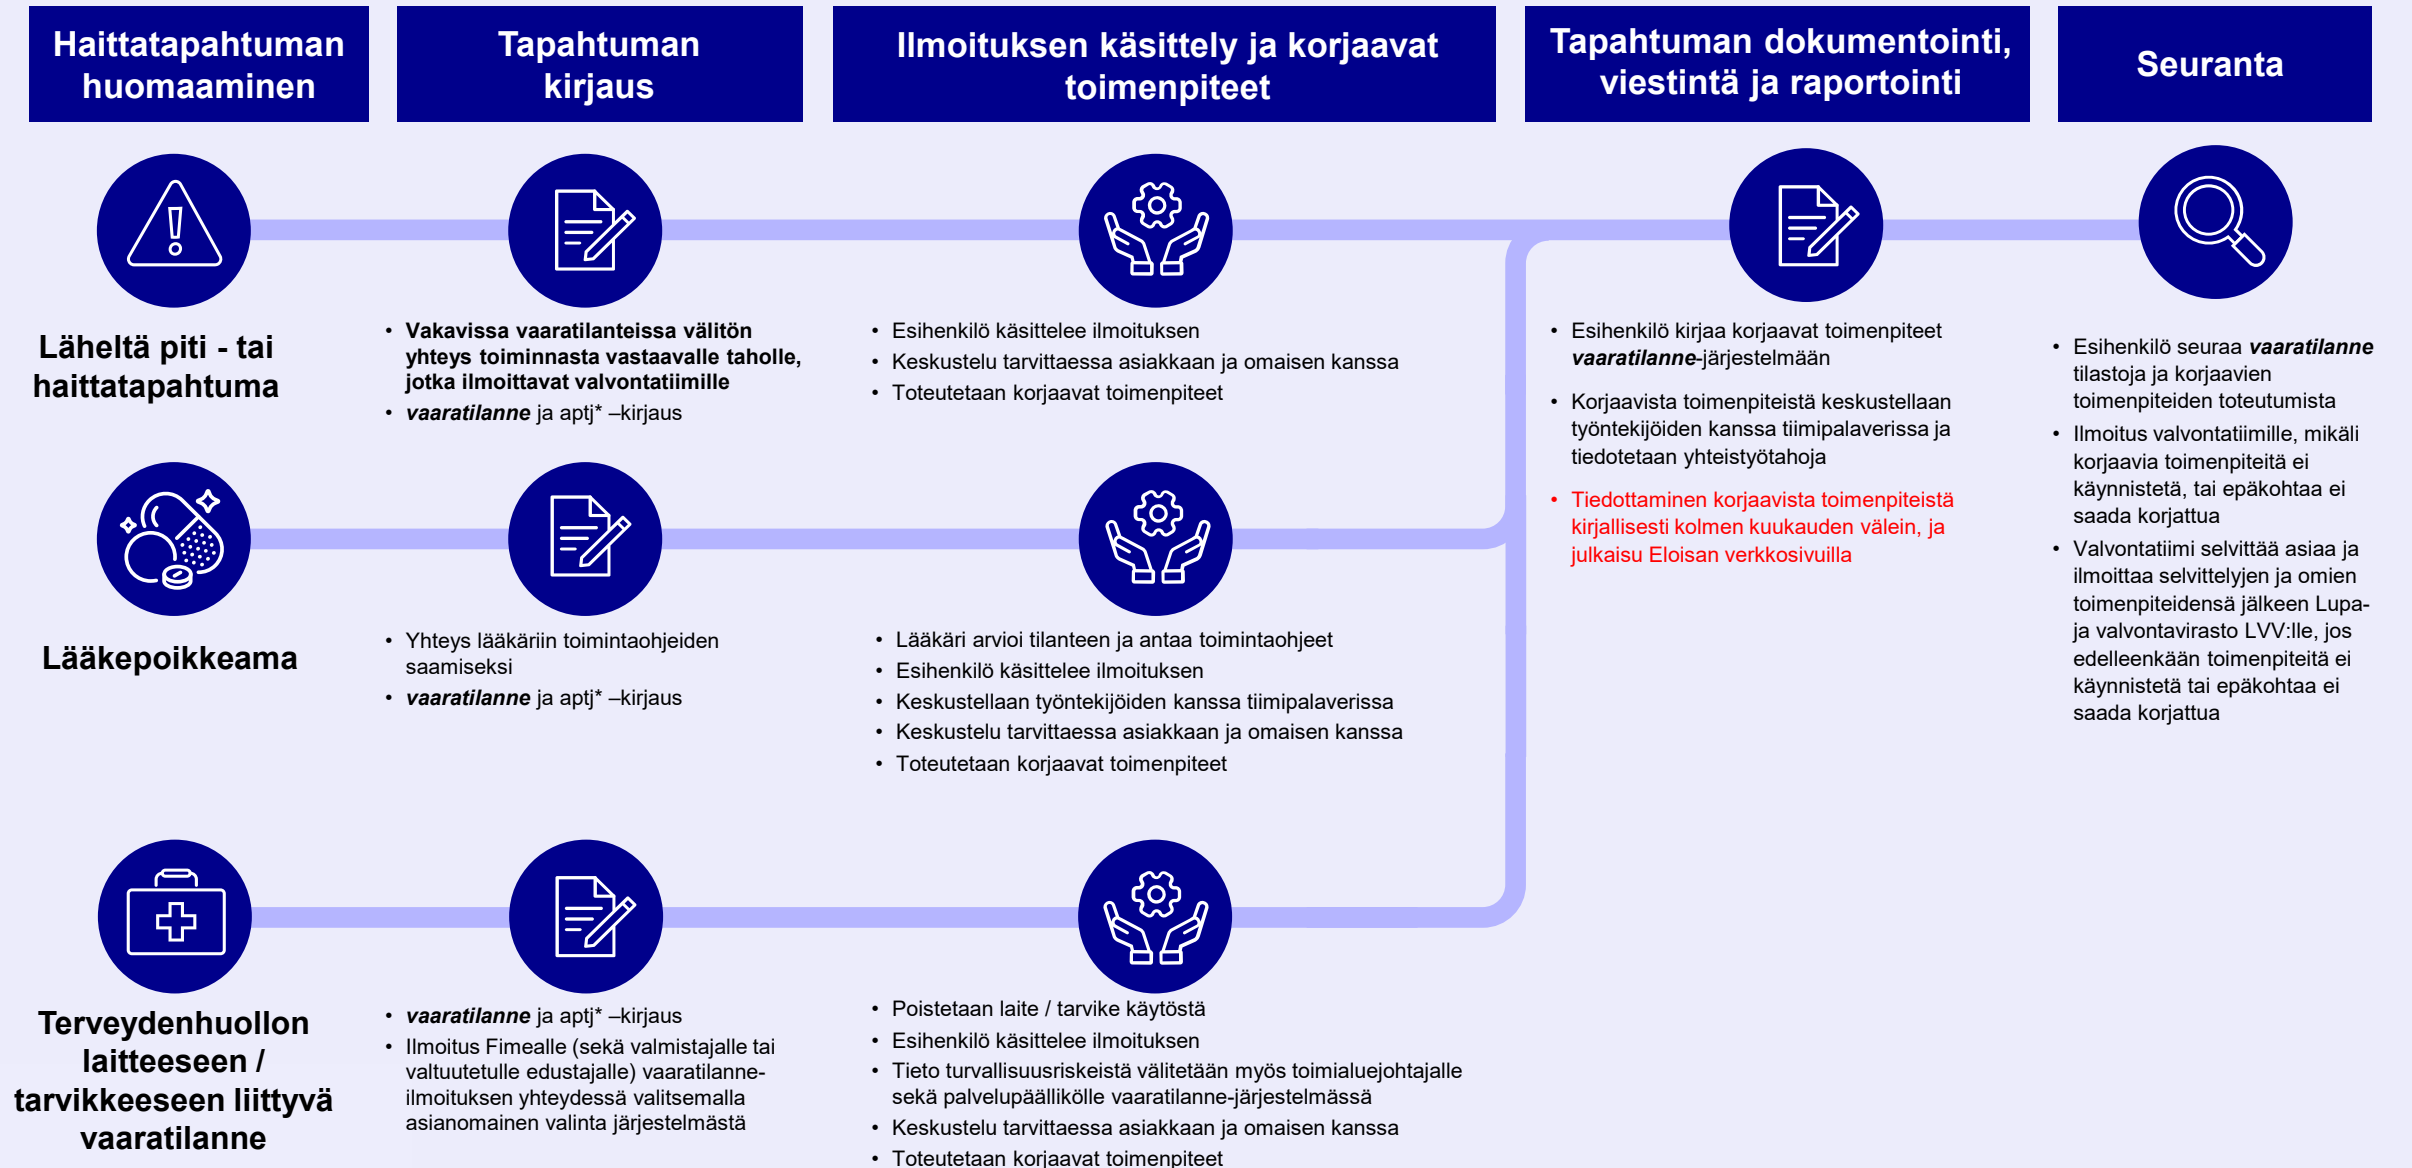 Haittatapahtuman
huomaaminen
Tapahtuman
kirjaus
Ilmoituksen käsittely ja korjaavat
toimenpiteet
Tapahtuman dokumentointi,
viestintä ja raportointi
Seuranta
Läheltä piti - tai
haittatapahtuma
• Vakavissa vaaratilanteissa välitön
yhteys toiminnasta vastaavalle taholle,
jotka ilmoittavat valvontatiimille
• vaaratilanne ja aptj* –kirjaus
• Esihenkilö käsittelee ilmoituksen
• Keskustelu tarvittaessa asiakkaan ja omaisen kanssa
• Toteutetaan korjaavat toimenpiteet
• Esihenkilö kirjaa korjaavat toimenpiteet
vaaratilanne-järjestelmään
• Korjaavista toimenpiteistä keskustellaan
työntekijöiden kanssa tiimipalaverissa ja
tiedotetaan yhteistyötahoja
• Tiedottaminen korjaavista toimenpiteistä
kirjallisesti kolmen kuukauden välein, ja
julkaisu Eloisan verkkosivuilla
• Esihenkilö seuraa vaaratilanne
tilastoja ja korjaavien
toimenpiteiden toteutumista
• Ilmoitus valvontatiimille, mikäli
korjaavia toimenpiteitä ei
käynnistetä, tai epäkohtaa ei
saada korjattua
• Valvontatiimi selvittää asiaa ja
ilmoittaa selvittelyjen ja omien
toimenpiteidensä jälkeen Lupa-
ja valvontavirasto LVV:lle, jos
edelleenkään toimenpiteitä ei
käynnistetä tai epäkohtaa ei
saada korjattua
Lääkepoikkeama
• Yhteys lääkäriin toimintaohjeiden
saamiseksi
• vaaratilanne ja aptj* –kirjaus
• Lääkäri arvioi tilanteen ja antaa toimintaohjeet
• Esihenkilö käsittelee ilmoituksen
• Keskustellaan työntekijöiden kanssa tiimipalaverissa
• Keskustelu tarvittaessa asiakkaan ja omaisen kanssa
• Toteutetaan korjaavat toimenpiteet
Terveydenhuollon
laitteeseen /
tarvikkeeseen liittyvä
vaaratilanne
• vaaratilanne ja aptj* –kirjaus
• Ilmoitus Fimealle (sekä valmistajalle tai
valtuutetulle edustajalle) vaaratilanne-
ilmoituksen yhteydessä valitsemalla
asianomainen valinta järjestelmästä
• Poistetaan laite / tarvike käytöstä
• Esihenkilö käsittelee ilmoituksen
• Tieto turvallisuusriskeistä välitetään myös toimialuejohtajalle
sekä palvelupäällikölle vaaratilanne-järjestelmässä
• Keskustelu tarvittaessa asiakkaan ja omaisen kanssa
• Toteutetaan korjaavat toimenpiteet